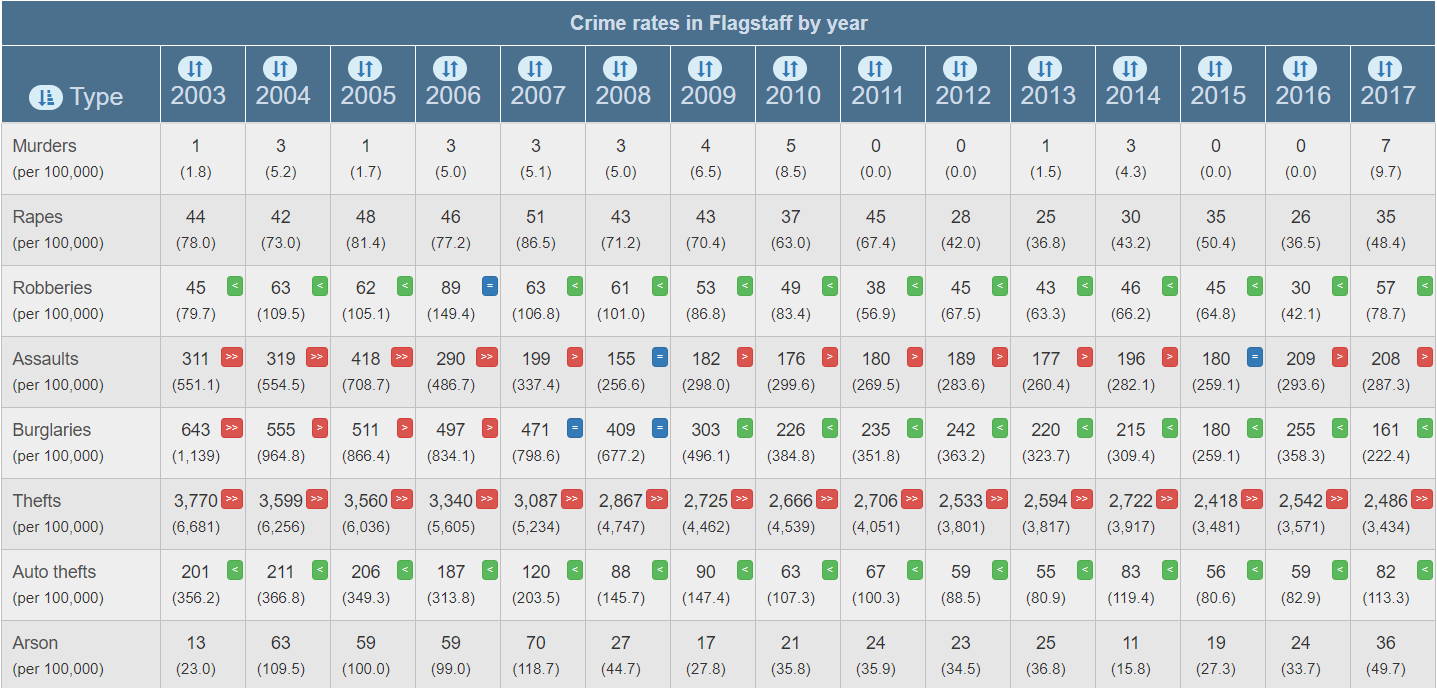 Crime rates in Flagstaff by year
Type 2003 2004 2005 2006 2007 2008 2009 2010 2011 2012 2013 2014 2015 2016 2017
Murders 1 3 1 3 3 3 4 5 0 0 1 3 0 0 7
(per 100,000) (1.8) (5.2) (1.7) (5.0) (5.1) (5.0) (6.5) (8.5) (0.0) (0.0) (1.5) (4.3) (0.0) (0.0) (9.7)
Rapes 44 42 48 46 51 43 43 37 45 28 25 30 35 26 35
(per 100,000) (78.0) (73.0) (81.4) (77.2) (86.5) (71.2) (70.4) (63.0) (67.4) (42.0) (36.8) (43.2) (50.4) (36.5) (48.4)
Robberies 45 < 63 < 62 < 89 = 63 < 61 < 53 < 49 < 38 < 45 < 43 < 46 < 45 < 30 < 57 <
(per 100,000) (79.7) (109.5) (105.1) (149.4) (106.8) (101.0) (86.8) (83.4) (56.9) (67.5) (63.3) (66.2) (64.8) (42.1) (78.7)
Assaults 311 >> 319 >> 418 >> 290 >> 199 > 155 = 182 > 176 > 180 > 189 > 177 > 196 > 180 = 209 > 208 >
(per 100,000) (551.1) (554.5) (708.7) (486.7) (337.4) (256.6) (298.0) (299.6) (269.5) (283.6) (260.4) (282.1) (259.1) (293.6) (287.3)
Burglaries 643 >> 555 > 511 > 497 > 471 = 409 = 303 < 226 < 235 < 242 < 220 < 215 < 180 < 255 < 161 <
(per 100,000) (1,139) (964.8) (866.4) (834.1) (798.6) (677.2) (496.1) (384.8) (351.8) (363.2) (323.7) (309.4) (259.1) (358.3) (222.4)
Thefts 3,770 >> 3,599 >> 3,560 >> 3,340 >> 3,087 >> 2,867 >> 2,725 >> 2,666 >> 2,706 >> 2,533 >> 2,594 >> 2,722 >> 2,418 >> 2,542 >> 2,486 >>
(per 100,000) (6,681) (6,256) (6,036) (5,605) (5,234) (4,747) (4,462) (4,539) (4,051) (3,801) (3,817) (3,917) (3,481) (3,571) (3,434)
Auto thefts 201 < 211 < 206 < 187 < 120 < 88 < 90 < 63 < 67 < 59 < 55 < 83 < 56 < 59 < 82 <
(per 100,000) (356.2) (366.8) (349.3) (313.8) (203.5) (145.7) (147.4) (107.3) (100.3) (88.5) (80.9) (119.4) (80.6) (82.9) (113.3)
Arson 13 63 59 59 70 27 17 21 24 23 25 11 19 24 36
(per 100,000) (23.0) (109.5) (100.0) (99.0) (118.7) (44.7) (27.8) (35.8) (35.9) (34.5) (36.8) (15.8) (27.3) (33.7) (49.7)